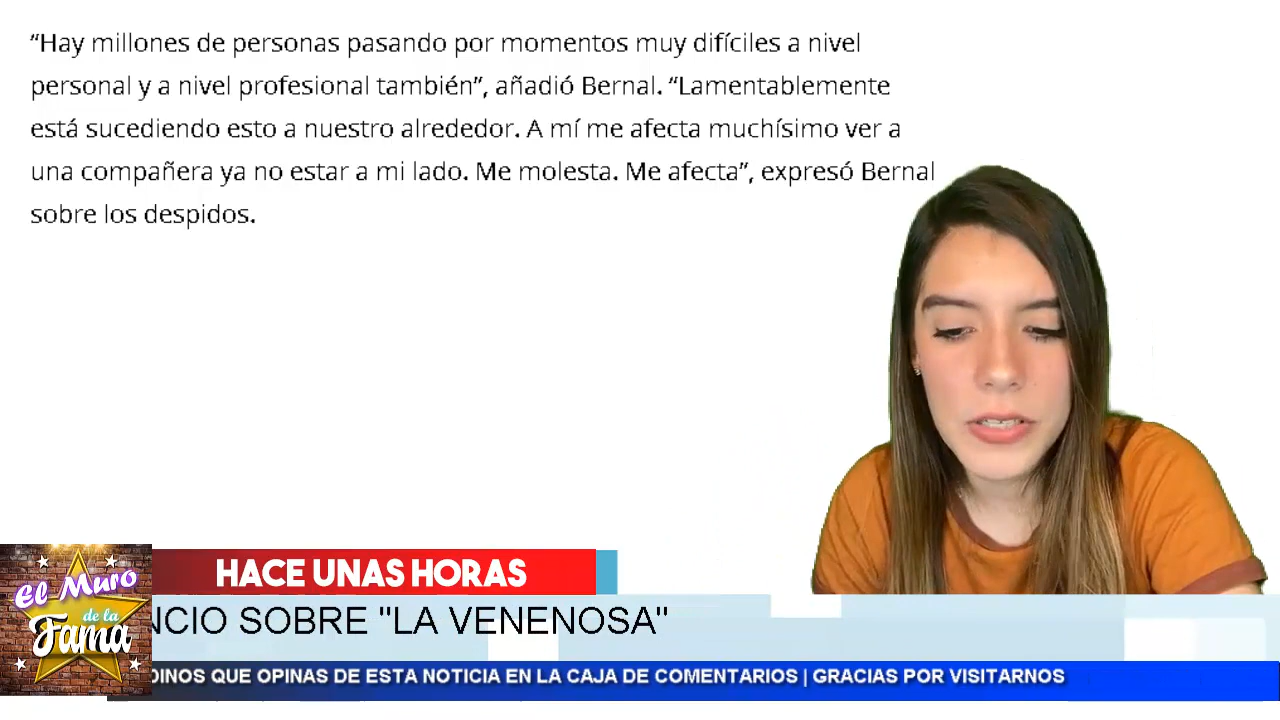 “Hay millones de personas pasando por momentos muy difíciles a nivel
personal y a nivel profesional también”, añadió Bernal. “Lamentablemente
está sucediendo esto a nuestro alrededor. A mí me afecta muchísimo ver a
una compañera ya no estar a mi lado. Me molesta. Me afecta”, expresó Bernal
sobre los despidos.
HACE UNAS HORAS
El Muro
de la
Fama
NCIO SOBRE "LA VENENOSA"
DINOS QUE OPINAS DE ESTA NOTICIA EN LA CAJA DE COMENTARIOS | GRACIAS POR VISITARNOS